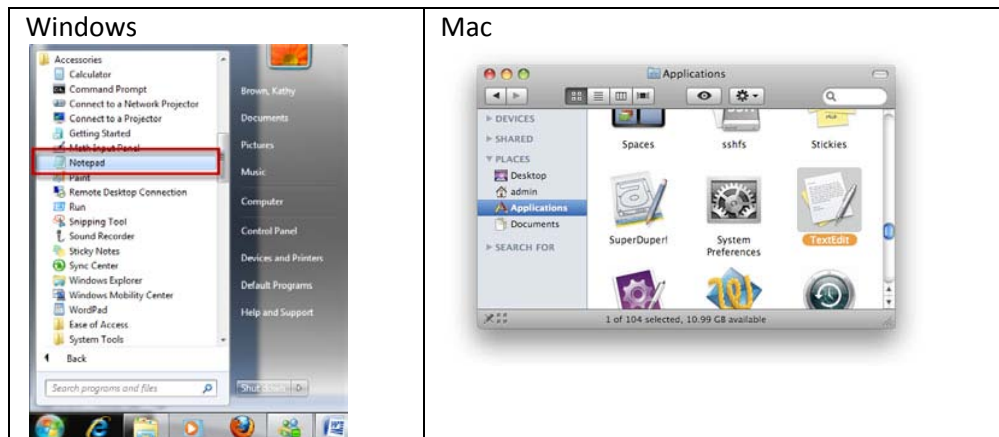 Windows
Mac
Accessories
Calculator
Command Prompt
Connect to a Network Projector
Connect to a Projector
Getting Started
Math Input Panel
Notepad
Paint
Remote Desktop Connection
Run
Snipping Tool
Sound Recorder
Sticky Notes
Sync Center
Windows Explorer
Windows Mobility Center
WordPad
Ease of Access
System Tools
Back
Search programs and files
Brown, Kathy
Documents
Pictures
Music
Computer
Control Panel
Devices and Printers
Default Programs
Help and Support
Shut down
Applications
DEVICES
SHARED
PLACES
Desktop
admin
Applications
Documents
SEARCH FOR
Spaces sshfs Stickies
SuperDuper! System Preferences TextEdit
1 of 104 selected, 10.99 GB available